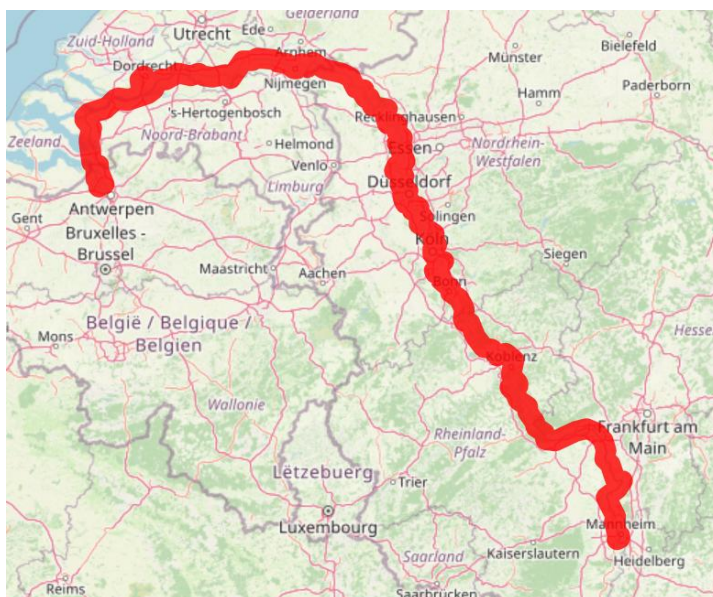 Gelderland
Utrecht
Ede
Zuid-Holland
Bielefeld
Arnhem
Münster
Dordrecht
Nijmegen
Paderborn
Hamm
's-Hertogenbosch
Recklinghausen
Zeeland
Noord-Brabant
Helmond
Essen
Nordrhein-
Westfalen
Venlo
Limburg
Düsseldorf
Antwerpen
Gent
Solingen
Bruxelles -
Brussel
Köln
Siegen
Maastricht
Aachen
Bonn
België / Belgique /
Belgien
Mons
Hesse
Koblenz
Wallonie
Frankfurt am
Main
Rheinland-
Pfalz
Lëtzebuerg
Trier
Luxembourg
Mannheim
Kaiserslautern
Heidelberg
Saarland
Reims
Saarbrücken